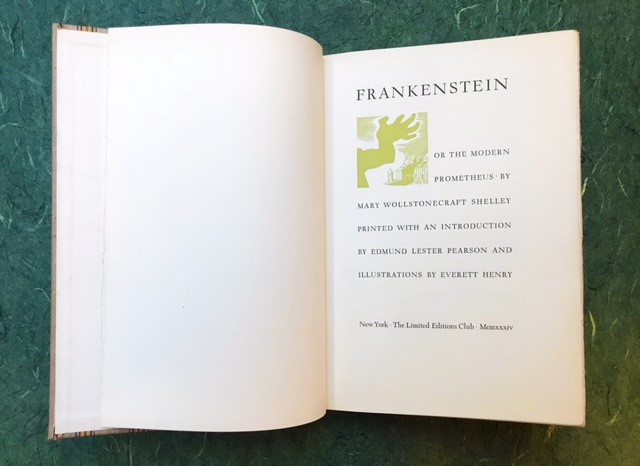 FRANKENSTEIN
OR THE MODERN
PROMETHEUS · BY
MARY WOLLSTONECRAFT SHELLEY
PRINTED WITH AN INTRODUCTION
BY EDMUND LESTER PEARSON AND
ILLUSTRATIONS BY EVERETT HENRY
New York · The Limited Editions Club · Mcmxxxiv